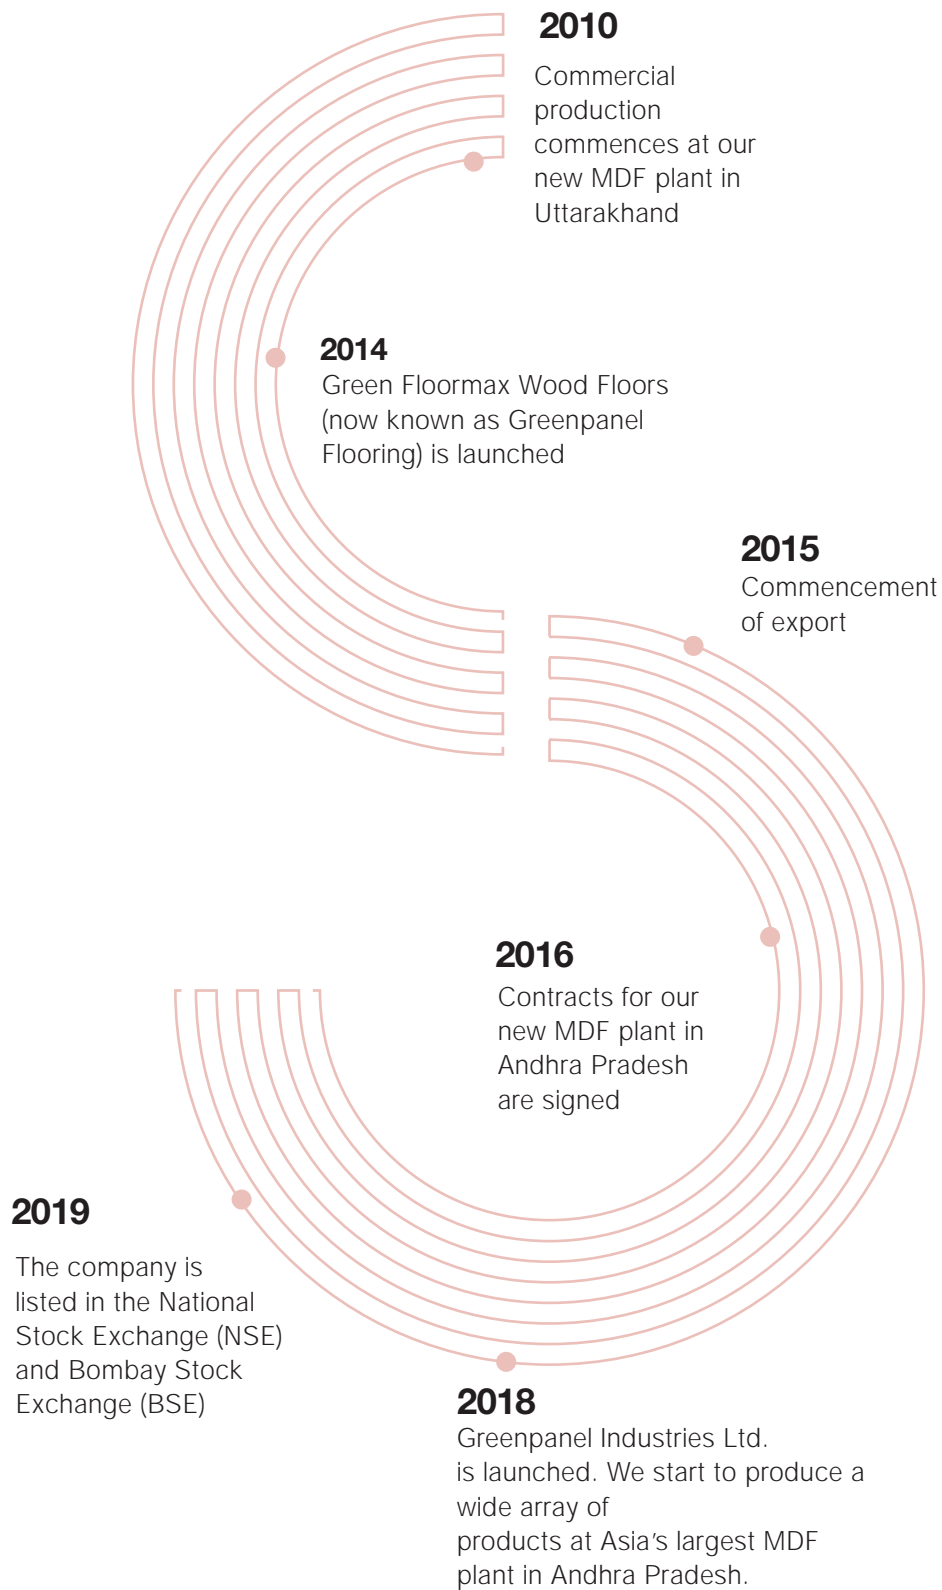 2010
Commercial
production
commences at our
new MDF plant in
Uttarakhand
2014
Green Floormax Wood Floors
(now known as Greenpanel
Flooring) is launched
2015
Commencement
of export
2016
Contracts for our
new MDF plant in
Andhra Pradesh
are signed
2018
Greenpanel Industries Ltd.
is launched. We start to produce a
wide array of
products at Asia's largest MDF
plant in Andhra Pradesh.
2019
The company is
listed in the National
Stock Exchange (NSE)
and Bombay Stock
Exchange (BSE)